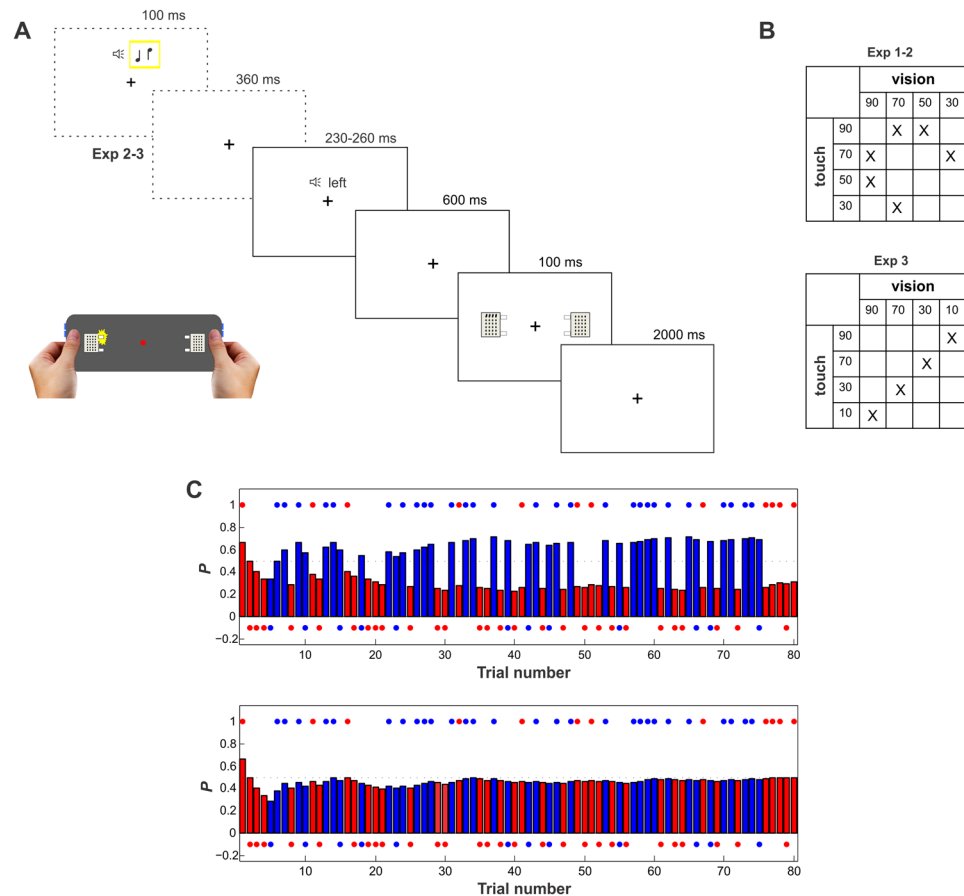 A
100 ms
360 ms
Exp 2-3
230-260 ms
left
600 ms
100 ms
2000 ms
B
Exp 1-2
vision
90 70 50 30
touch
90 X X
70 X X
50 X
30 X
Exp 3
vision
90 70 30 10
touch
90 X
70 X
30 X
10 X
C
P
1
0.8
0.6
0.4
0.2
0
−0.2
10 20 30 40 50 60 70 80
Trial number
P
1
0.8
0.6
0.4
0.2
0
−0.2
10 20 30 40 50 60 70 80
Trial number